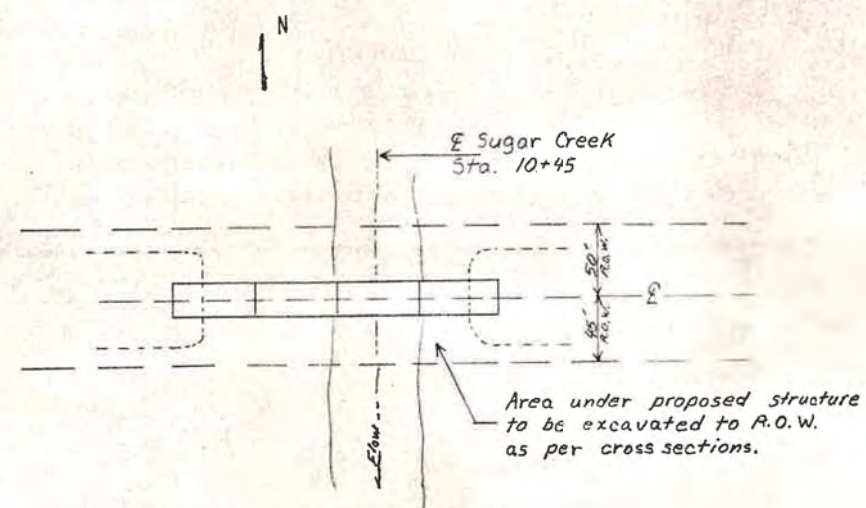 N
℄ Sugar Creek
Sta. 10+45
50'
R.O.W.
℄
45'
R.O.W.
Flow
Area under proposed structure
to be excavated to R.O.W.
as per cross sections.